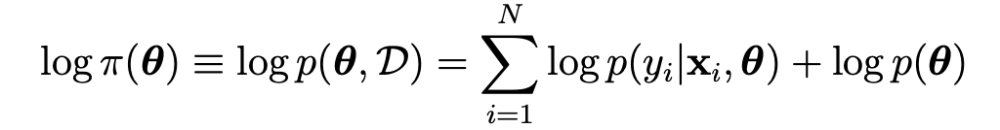 log π(𝜽) ≡ log p(𝜽, 𝒟) = ∑_{i=1}^{N} log p(y_i|𝐱_i, 𝜽) + log p(𝜽)